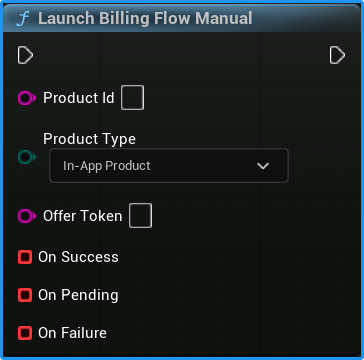 Launch Billing Flow Manual
Product Id
Product Type
In-App Product
Offer Token
On Success
On Pending
On Failure